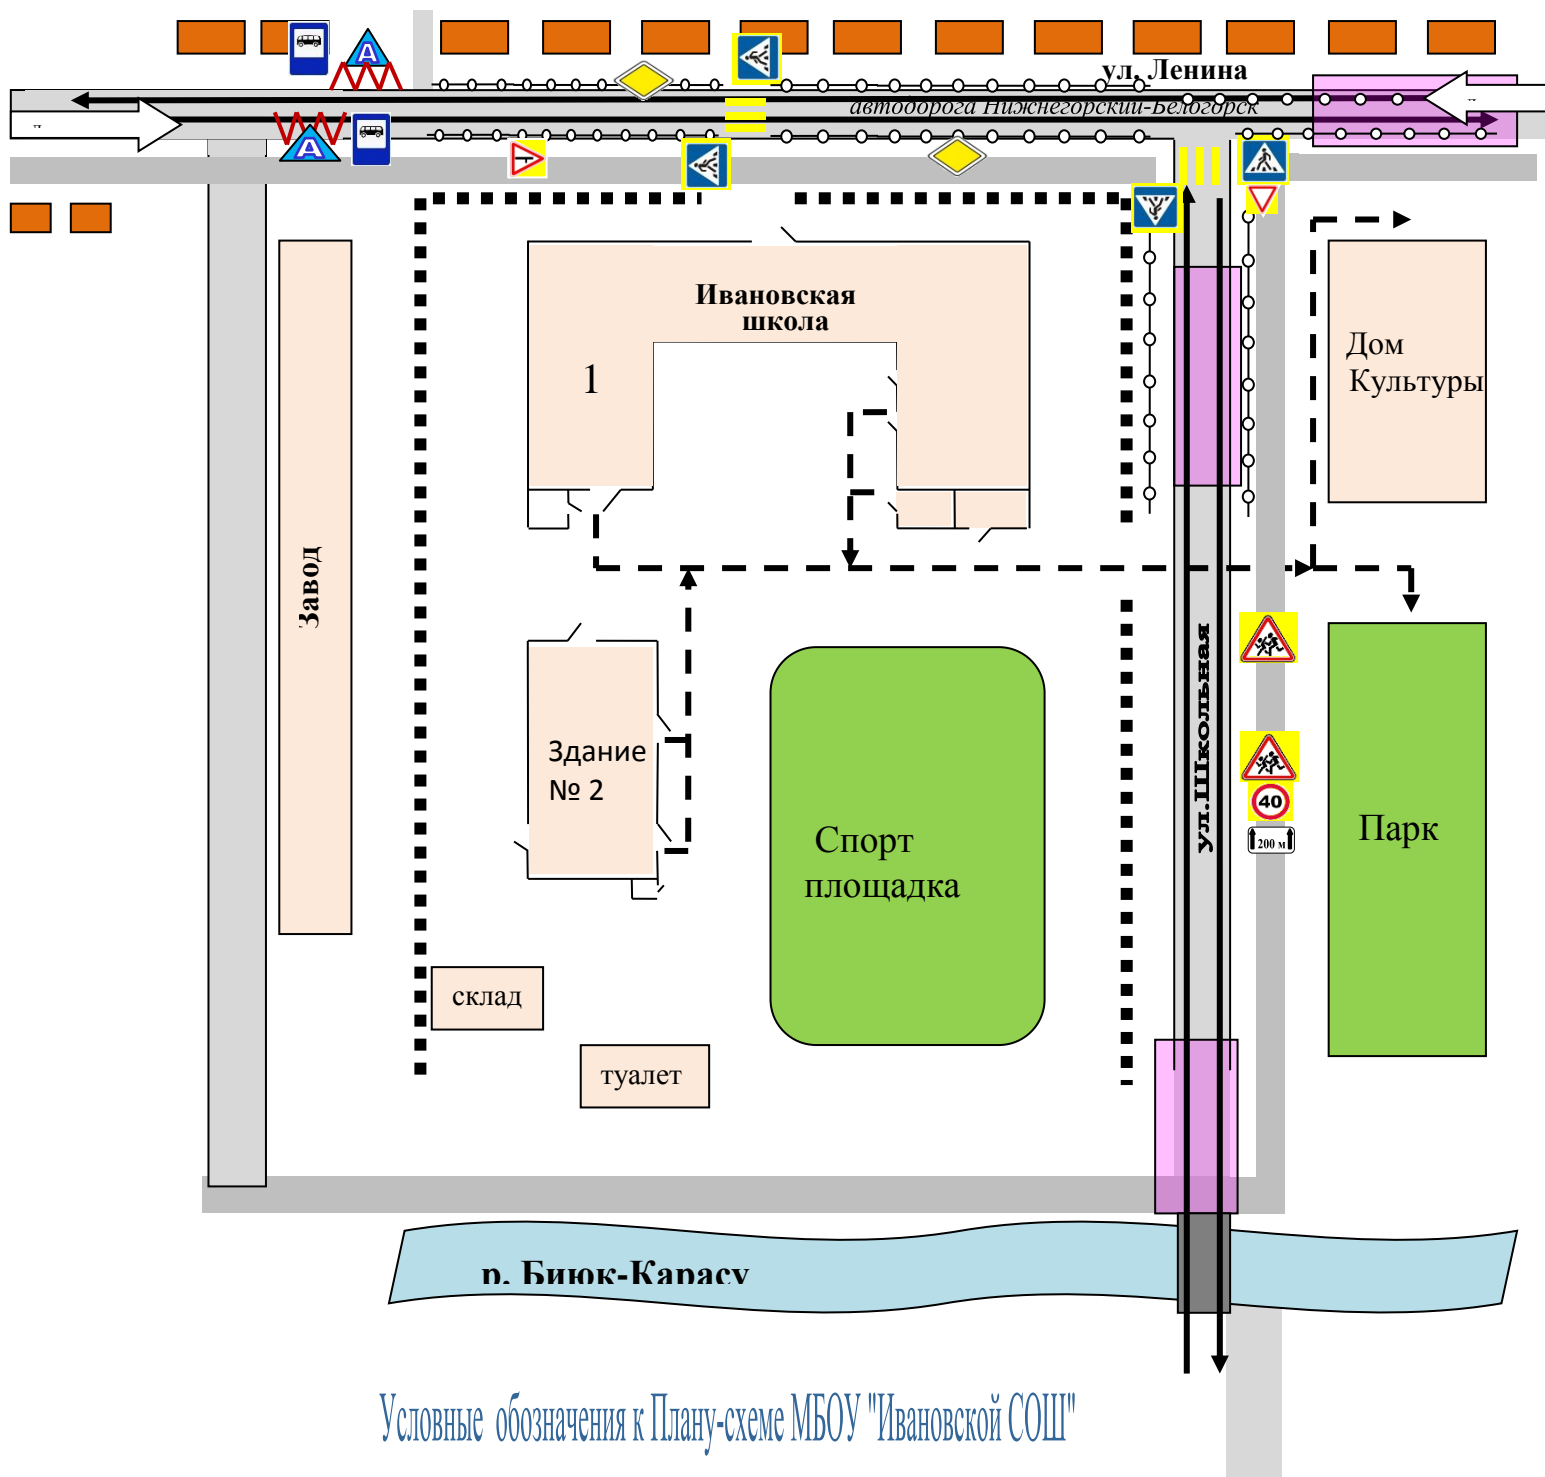 А
ул. Ленина
автодорога Нижнегорский-Белогорск
А
Ивановская
школа
1
Дом
Культуры
Завод
ул.Школьная
Здание
№ 2
40
200 м
Спорт
площадка
Парк
склад
туалет
р. Биюк-Карасу
Условные обозначения к Плану-схеме МБОУ "Ивановской СОШ"